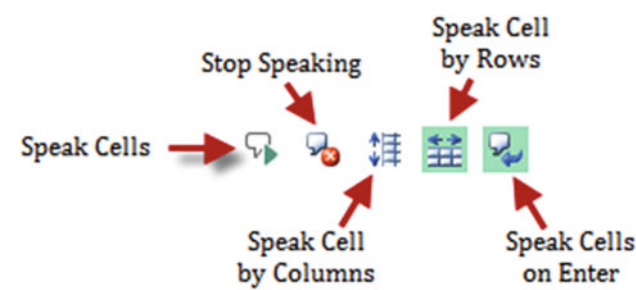 Speak Cell
by Rows
Stop Speaking
Speak Cells
Speak Cell
by Columns
Speak Cells
on Enter